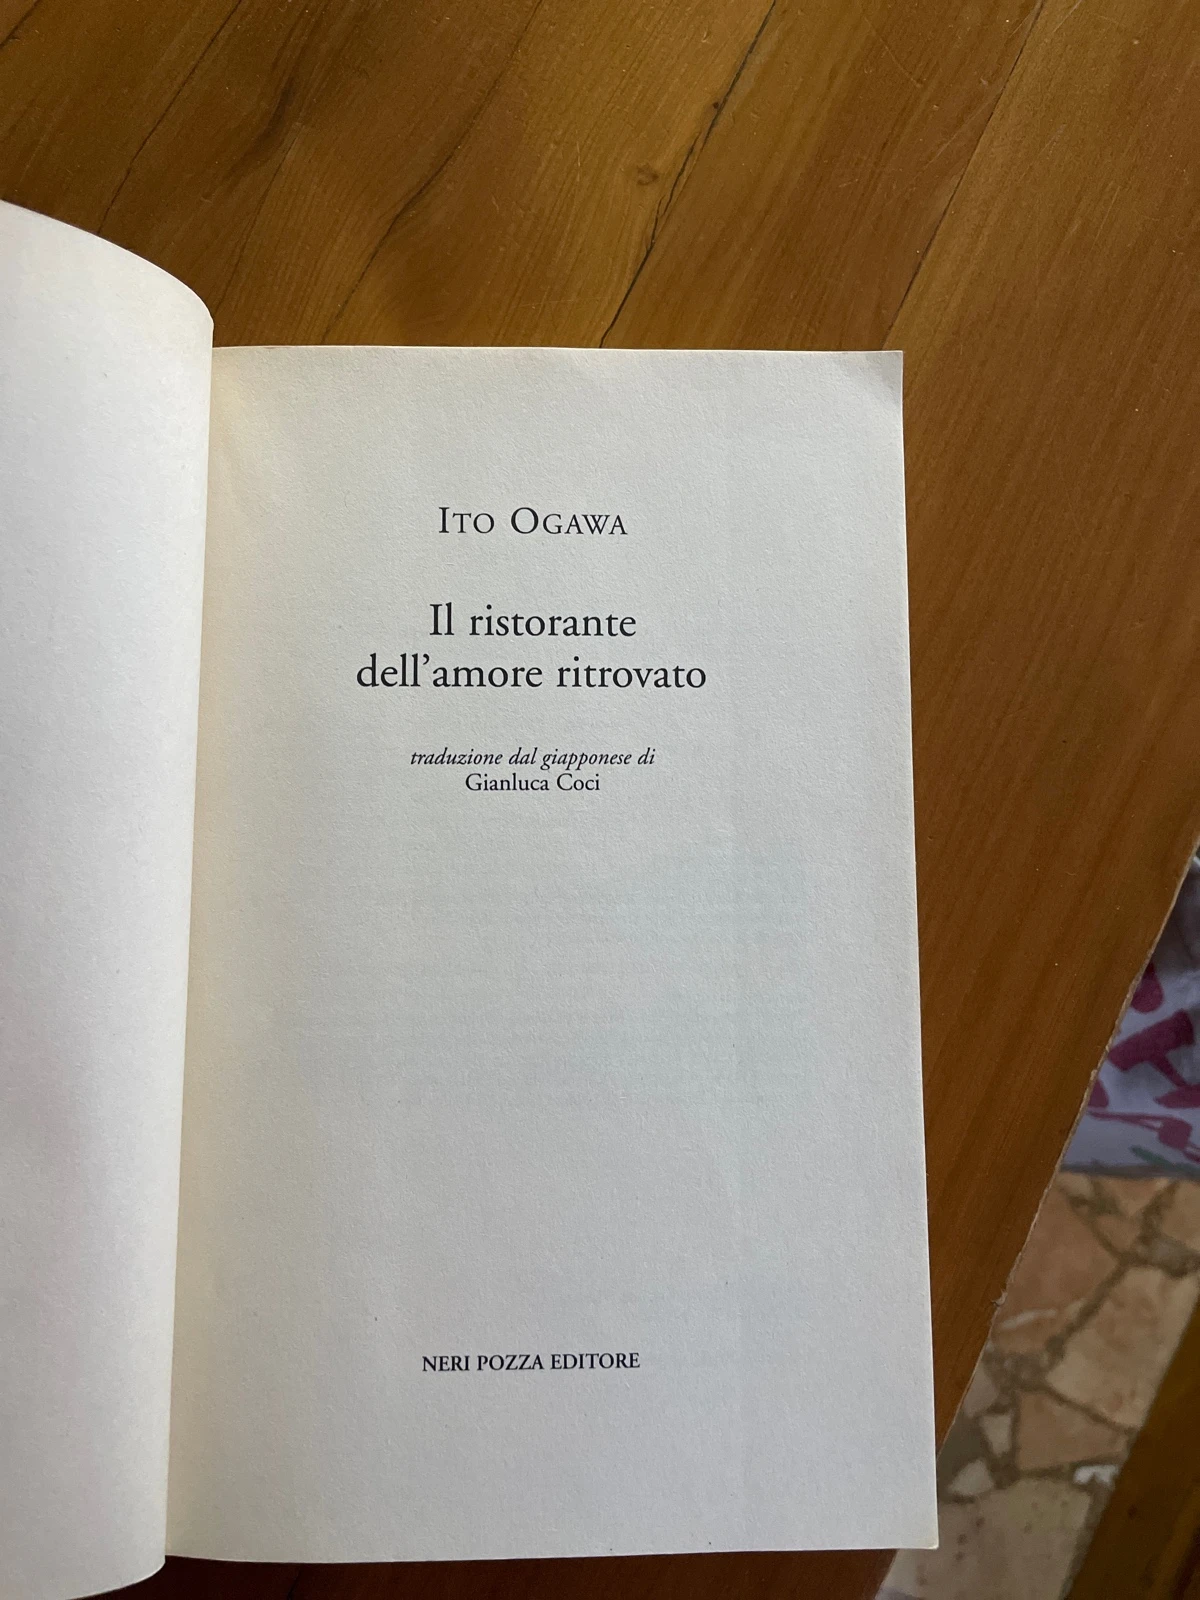 Ito Ogawa
Il ristorante
dell’amore ritrovato
traduzione dal giapponese di
Gianluca Coci
NERI POZZA EDITORE